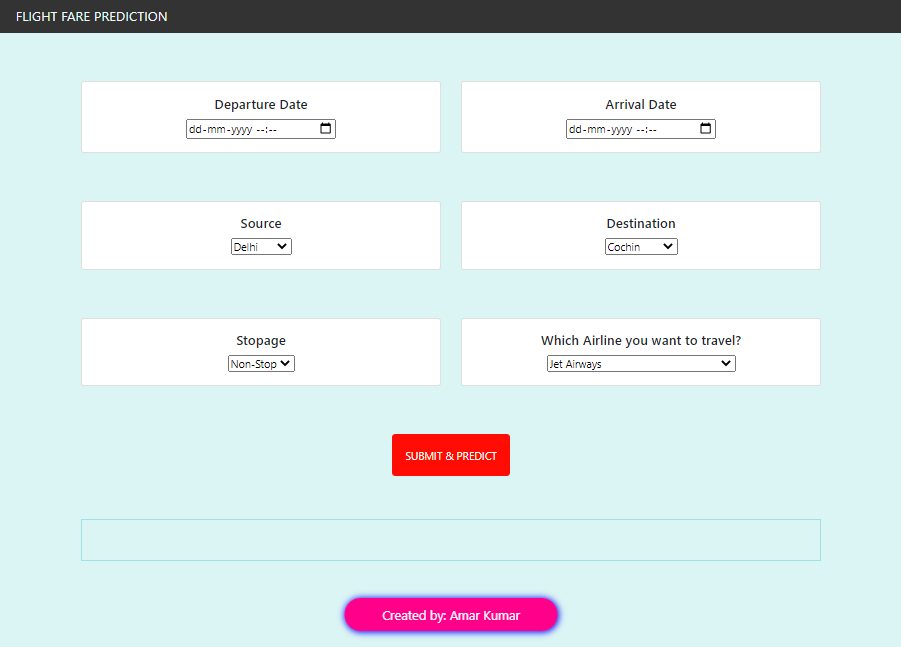 FLIGHT FARE PREDICTION
Departure Date
dd-mm-yyyy --:--
Arrival Date
dd-mm-yyyy --:--
Source
Delhi
Destination
Cochin
Stopage
Non-Stop
Which Airline you want to travel?
Jet Airways
SUBMIT & PREDICT
Created by: Amar Kumar